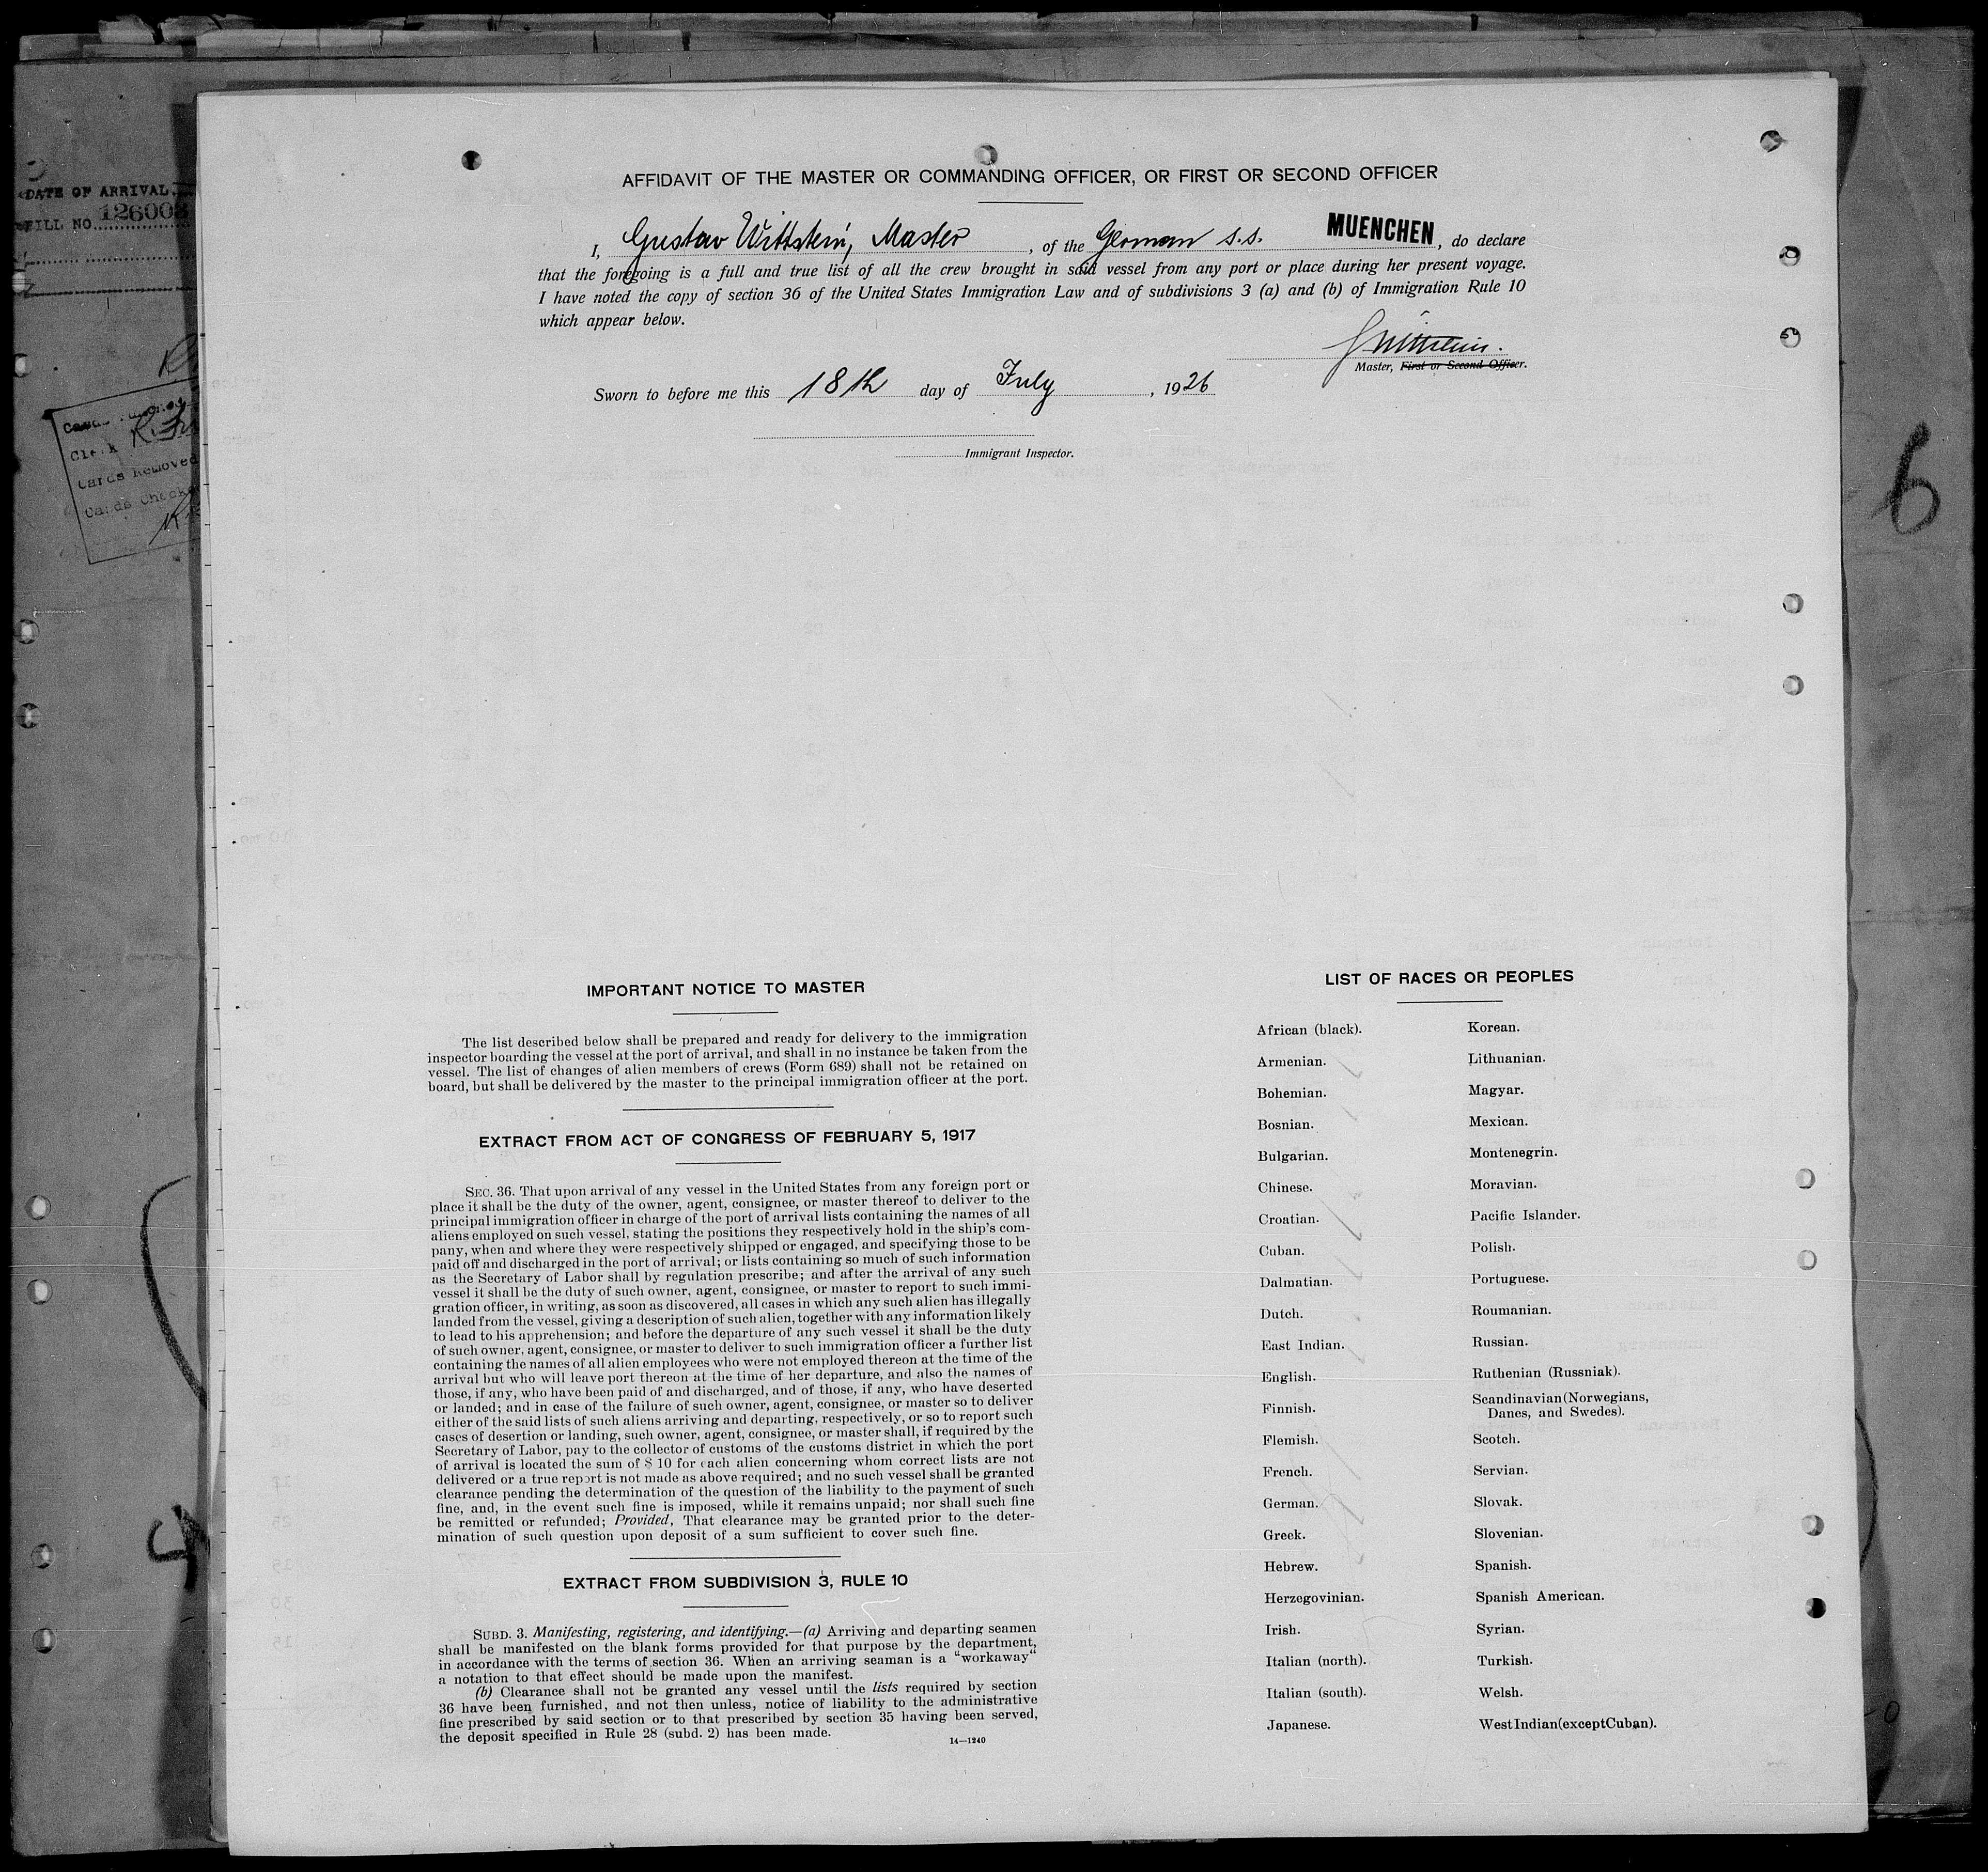 DATE OF ARRIVAL
FILL NO. 126003
Clerk
Cards Removed
6
AFFIDAVIT OF THE MASTER OR COMMANDING OFFICER, OR FIRST OR SECOND OFFICER
I, Gustav Wittstein, Master, of the German s.s. MUENCHEN, do declare
that the foregoing is a full and true list of all the crew brought in said vessel from any port or place during her present voyage.
I have noted the copy of section 36 of the United States Immigration Law and of subdivisions 3 (a) and (b) of Immigration Rule 10
which appear below.
GWittstein.
Master, First or Second Officer.
Sworn to before me this 18th day of July, 1926
Immigrant Inspector.
IMPORTANT NOTICE TO MASTER
The list described below shall be prepared and ready for delivery to the immigration
inspector boarding the vessel at the port of arrival, and shall in no instance be taken from the
vessel. The list of changes of alien members of crews (Form 689) shall not be retained on
board, but shall be delivered by the master to the principal immigration officer at the port.
EXTRACT FROM ACT OF CONGRESS OF FEBRUARY 5, 1917
SEC. 36. That upon arrival of any vessel in the United States from any foreign port or
place it shall be the duty of the owner, agent, consignee, or master thereof to deliver to the
principal immigration officer in charge of the port of arrival lists containing the names of all
aliens employed on such vessel, stating the positions they respectively hold in the ship's com-
pany, when and where they were respectively shipped or engaged, and specifying those to be
paid off and discharged in the port of arrival; or lists containing so much of such information
as the Secretary of Labor shall by regulation prescribe; and after the arrival of any such
vessel it shall be the duty of such owner, agent, consignee, or master to report to such immi-
gration officer, in writing, as soon as discovered, all cases in which any such alien has illegally
landed from the vessel, giving a description of such alien, together with any information likely
to lead to his apprehension; and before the departure of any such vessel it shall be the duty
of such owner, agent, consignee, or master to deliver to such immigration officer a further list
containing the names of all alien employees who were not employed thereon at the time of the
arrival but who will leave port thereon at the time of her departure, and also the names of
those, if any, who have been paid of and discharged, and of those, if any, who have deserted
or landed; and in case of the failure of such owner, agent, consignee, or master so to deliver
either of the said lists of such aliens arriving and departing, respectively, or so to report such
cases of desertion or landing, such owner, agent, consignee, or master shall, if required by the
Secretary of Labor, pay to the collector of customs of the customs district in which the port
of arrival is located the sum of $ 10 for each alien concerning whom correct lists are not
delivered or a true report is not made as above required; and no such vessel shall be granted
clearance pending the determination of the question of the liability to the payment of such
fine, and, in the event such fine is imposed, while it remains unpaid; nor shall such fine
be remitted or refunded; Provided, That clearance may be granted prior to the deter-
mination of such question upon deposit of a sum sufficient to cover such fine.
EXTRACT FROM SUBDIVISION 3, RULE 10
SUBD. 3. Manifesting, registering, and identifying.—(a) Arriving and departing seamen
shall be manifested on the blank forms provided for that purpose by the department,
in accordance with the terms of section 36. When an arriving seaman is a "workaway"
a notation to that effect should be made upon the manifest.
(b) Clearance shall not be granted any vessel until the lists required by section
36 have been furnished, and not then unless, notice of liability to the administrative
fine prescribed by said section or to that prescribed by section 35 having been served,
the deposit specified in Rule 28 (subd. 2) has been made.
14—1240
LIST OF RACES OR PEOPLES
African (black).
Armenian.
Bohemian.
Bosnian.
Bulgarian.
Chinese.
Croatian.
Cuban.
Dalmatian.
Dutch.
East Indian.
English.
Finnish.
Flemish.
French.
German.
Greek.
Hebrew.
Herzegovinian.
Irish.
Italian (north).
Italian (south).
Japanese.
Korean.
Lithuanian.
Magyar.
Mexican.
Montenegrin.
Moravian.
Pacific Islander.
Polish.
Portuguese.
Roumanian.
Russian.
Ruthenian (Russniak).
Scandinavian (Norwegians,
Danes, and Swedes).
Scotch.
Servian.
Slovak.
Slovenian.
Spanish.
Spanish American.
Syrian.
Turkish.
Welsh.
West Indian (except Cuban).